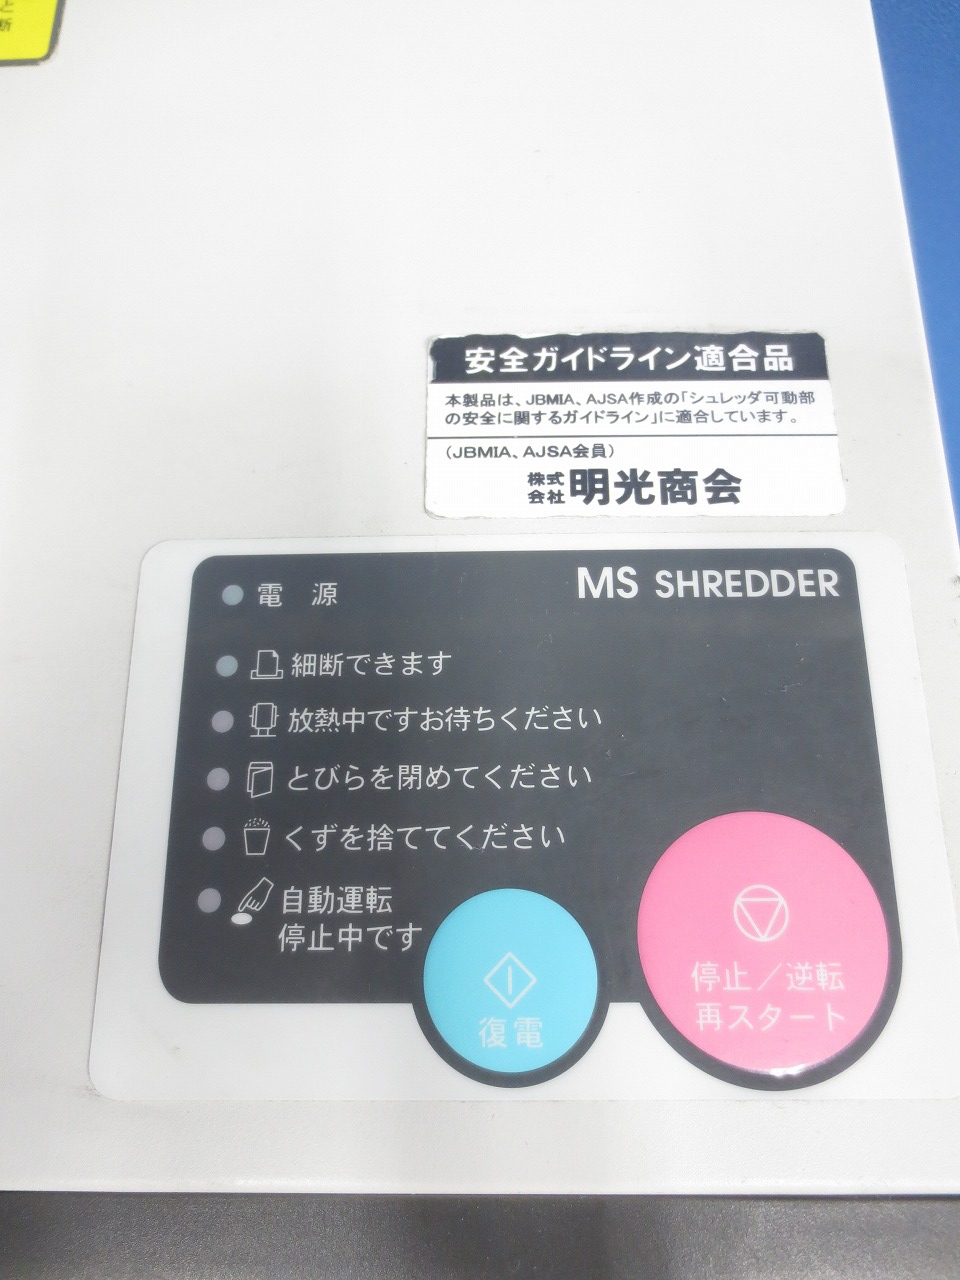 と断
安全ガイドライン適合品
本製品は、JBMIA、AJSA作成の「シュレッダ可動部
の安全に関するガイドライン」に適合しています。
(JBMIA、AJSA会員)
株式会社 明光商会
MS SHREDDER
電 源
細断できます
放熱中ですお待ちください
とびらを閉めてください
くずを捨ててください
自動運転
停止中です
復電
停止／逆転
再スタート